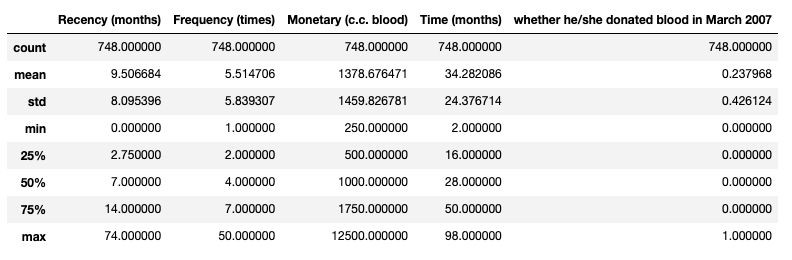 Recency (months) Frequency (times) Monetary (c.c. blood) Time (months) whether he/she donated blood in March 2007
count 748.000000 748.000000 748.000000 748.000000 748.000000
mean 9.506684 5.514706 1378.676471 34.282086 0.237968
std 8.095396 5.839307 1459.826781 24.376714 0.426124
min 0.000000 1.000000 250.000000 2.000000 0.000000
25% 2.750000 2.000000 500.000000 16.000000 0.000000
50% 7.000000 4.000000 1000.000000 28.000000 0.000000
75% 14.000000 7.000000 1750.000000 50.000000 0.000000
max 74.000000 50.000000 12500.000000 98.000000 1.000000